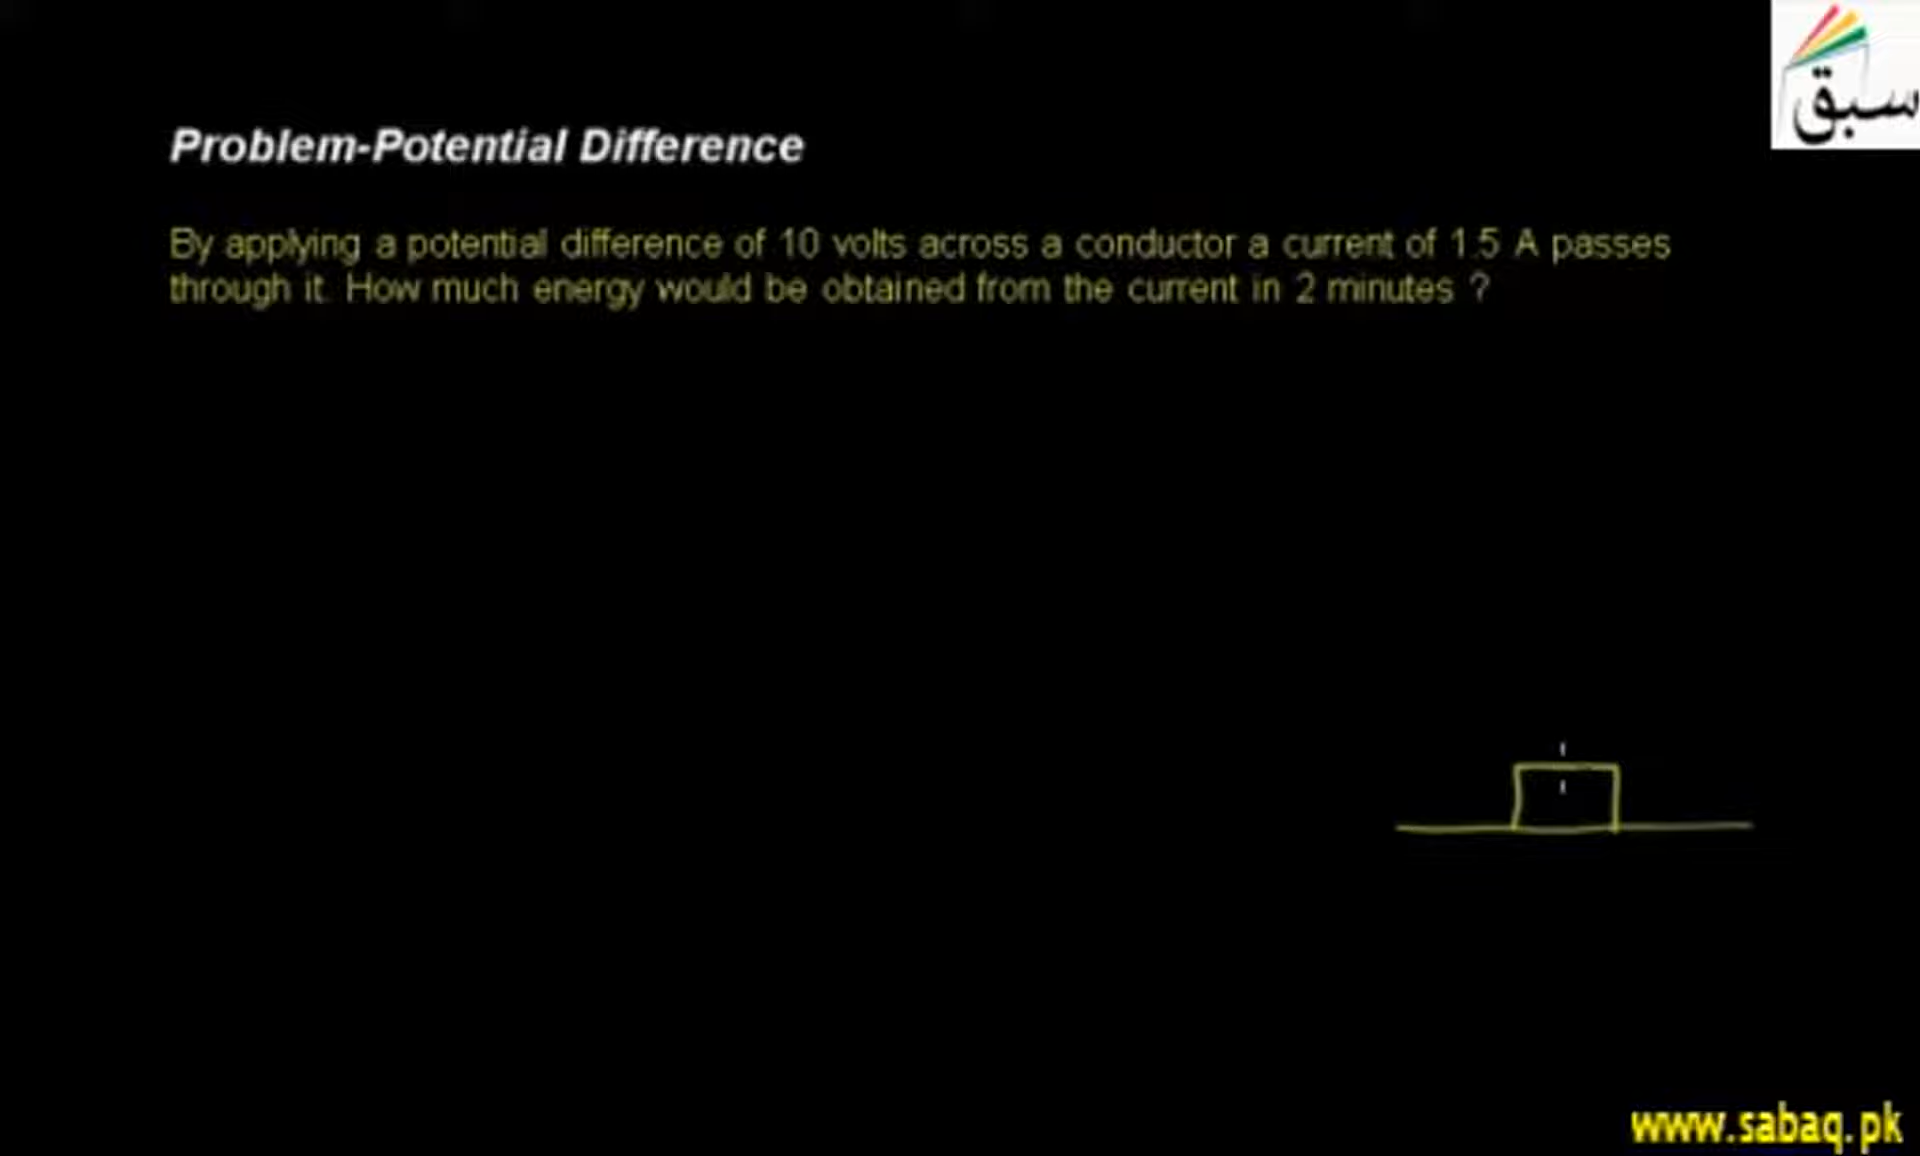 سبق
Problem-Potential Difference
By applying a potential difference of 10 volts across a conductor a current of 1.5 A passes
through it. How much energy would be obtained from the current in 2 minutes ?
www.sabaq.pk